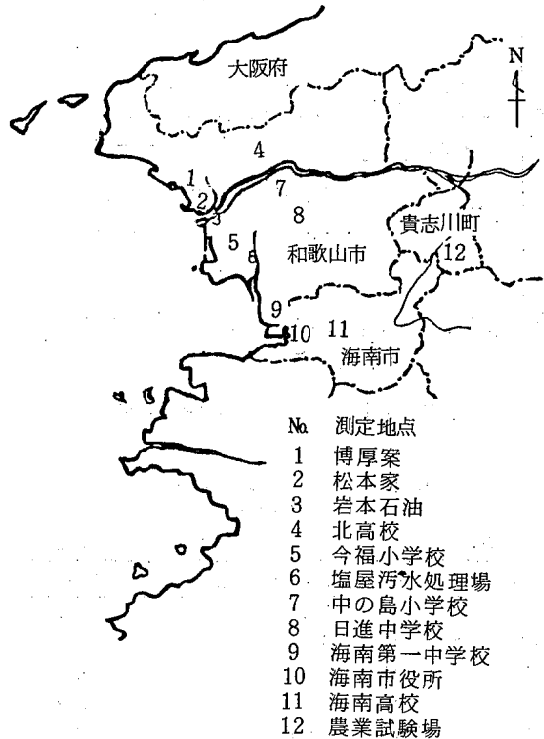 大阪府
N
4
1
2
3
7
8
5
6
貴志川町
12
和歌山市
9
10
11
海南市
№ 測定地点
1 博厚案
2 松本家
3 岩本石油
4 北高校
5 今福小学校
6 塩屋汚水処理場
7 中の島小学校
8 日進中学校
9 海南第一中学校
10 海南市役所
11 海南高校
12 農業試験場